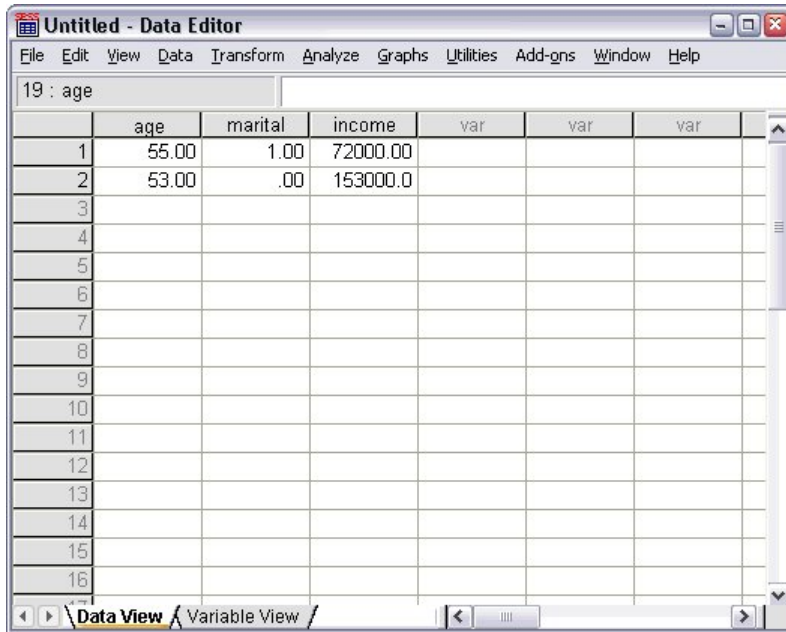 Untitled - Data Editor
File Edit View Data Transform Analyze Graphs Utilities Add-ons Window Help
19 : age
age marital income var var var
1 55.00 1.00 72000.00
2 53.00 .00 153000.0
3
4
5
6
7
8
9
10
11
12
13
14
15
16
Data View Variable View